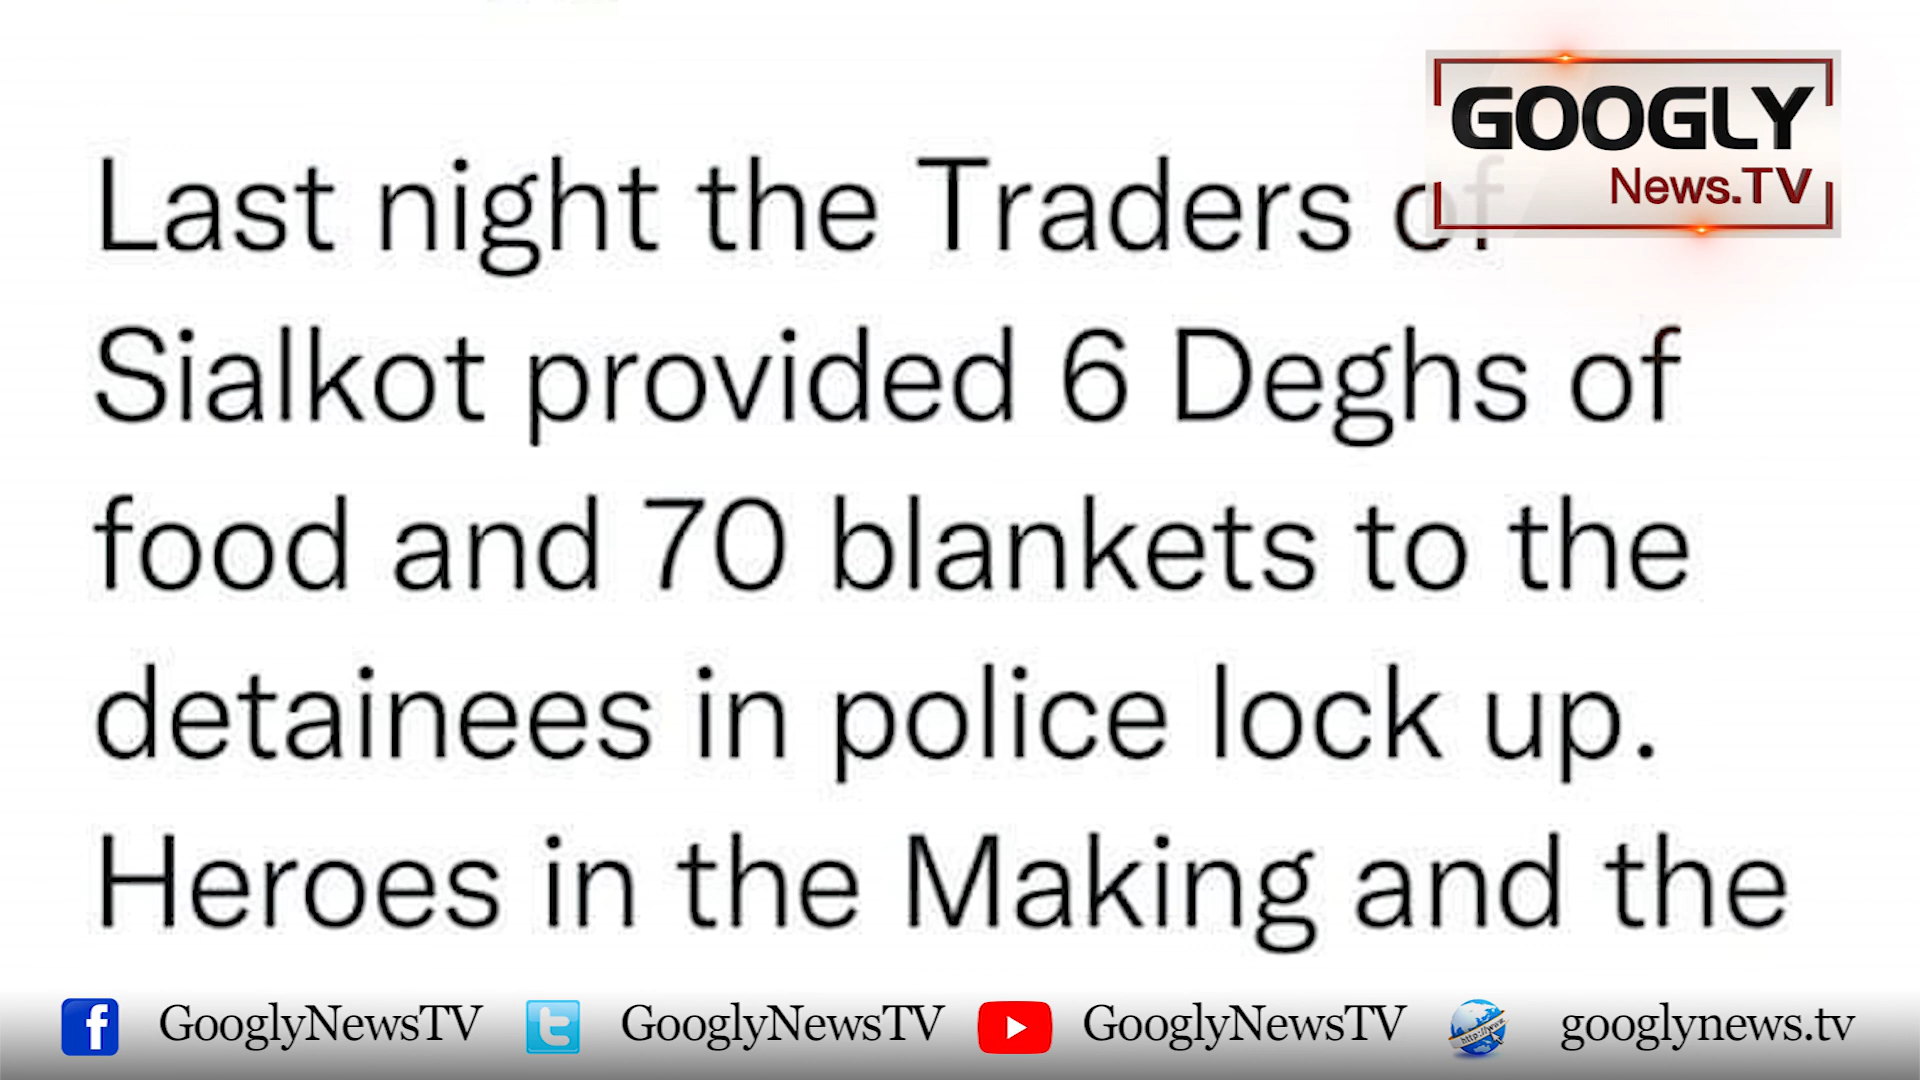 GOOGLY
News.TV
Last night the Traders of
Sialkot provided 6 Deghs of
food and 70 blankets to the
detainees in police lock up.
Heroes in the Making and the
GooglyNewsTV GooglyNewsTV GooglyNewsTV googlynews.tv